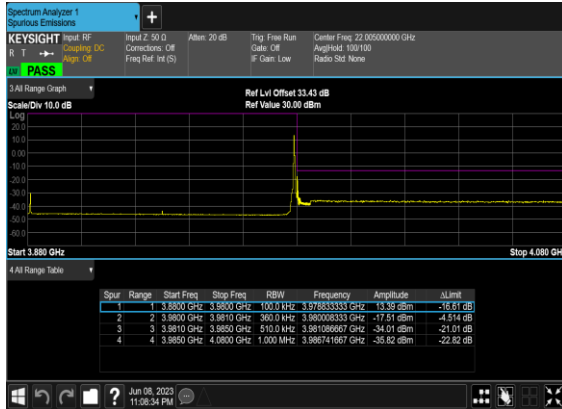 Spectrum Analyzer 1
Spurious Emissions
+
KEYSIGHT Input: RF Input Z: 50 Ω Atten: 20 dB Trig: Free Run Center Freq: 22.005000000 GHz
R T Coupling: DC Corrections: Off Gate: Off Avg|Hold: 100/100
Align: Off Freq Ref: Int (S) IF Gain: Low Radio Std: None
PASS
3 All Range Graph
Ref Lvl Offset 33.43 dB
Scale/Div 10.0 dB Ref Value 30.00 dBm
Log
20.0
10.0
0.00
-10.0
-20.0
-30.0
-40.0
-50.0
-60.0
Start 3.880 GHz Stop 4.080 GH
4 All Range Table
Spur Range Start Freq Stop Freq RBW Frequency Amplitude ΔLimit
1 1 3.8800 GHz 3.9800 GHz 100.0 kHz 3.978833333 GHz 13.39 dBm -16.61 dB
2 2 3.9800 GHz 3.9810 GHz 360.0 kHz 3.980008333 GHz -17.51 dBm -4.514 dB
3 3 3.9810 GHz 3.9850 GHz 510.0 kHz 3.981086667 GHz -34.01 dBm -21.01 dB
4 4 3.9850 GHz 4.0800 GHz 1.000 MHz 3.986741667 GHz -35.82 dBm -22.82 dB
? Jun 08, 2023
11:08:34 PM